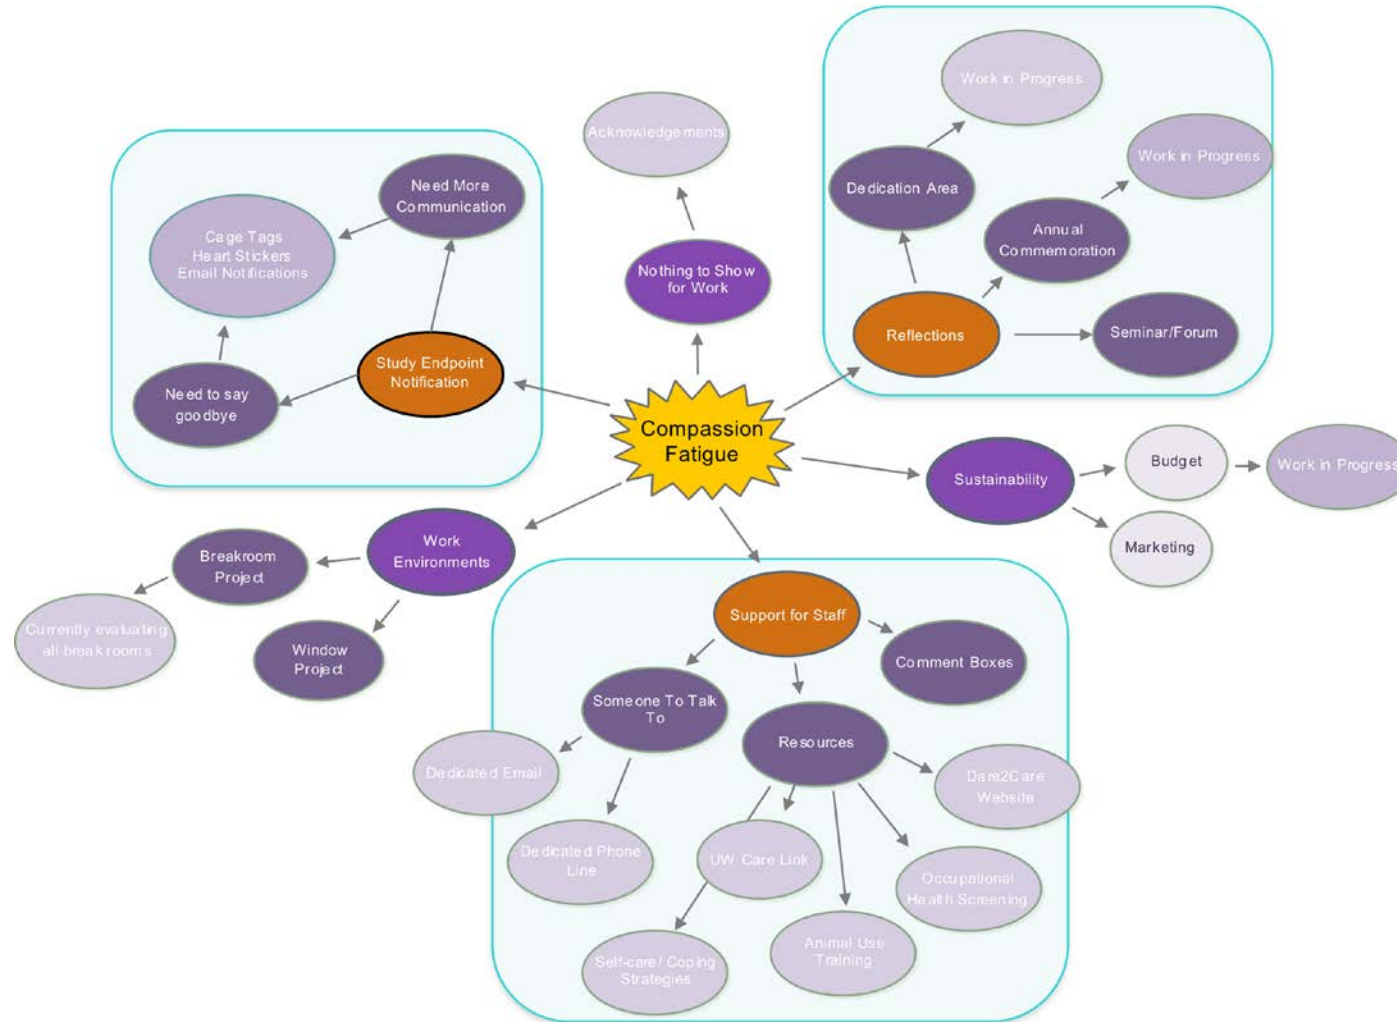 Work in Progress
Acknowledgements
Work in Progress
Need More
Communication
Dedication Area
Cage Tags
Heart Stickers
Email Notifications
Annual
Commemoration
Nothing to Show
for Work
Reflections
Seminar/Forum
Study Endpoint
Notification
Need to say
goodbye
Compassion
Fatigue
Sustainability
Budget
Work in Progress
Marketing
Work
Environments
Breakroom
Project
Currently evaluating
all breakrooms
Window
Project
Support for Staff
Comment Boxes
Someone To Talk
To
Resources
Dedicated Email
Dare2Care
Website
Dedicated Phone
Line
UW Care Link
Occupational
Health Screening
Self-care/ Coping
Strategies
Animal Use
Training